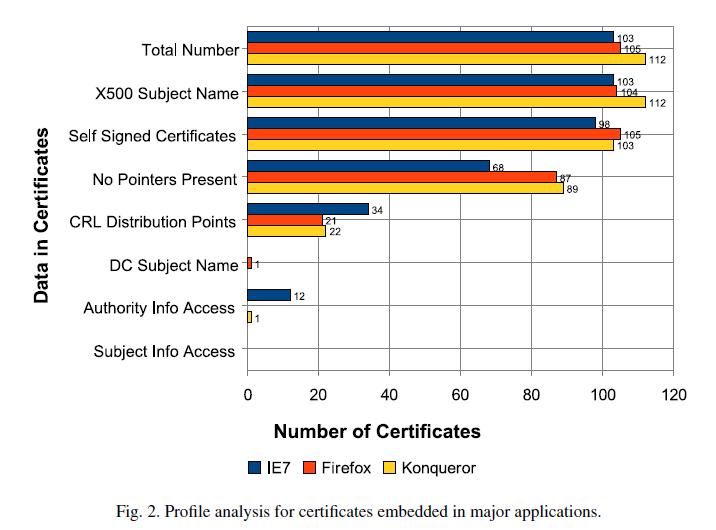 103
Total Number
105
112
103
X500 Subject Name
104
112
98
Self Signed Certificates
105
103
68
No Pointers Present
87
89
34
CRL Distribution Points
21
22
DC Subject Name
1
12
Authority Info Access
1
Subject Info Access
Data in Certificates
0 20 40 60 80 100 120
Number of Certificates
IE7 Firefox Konqueror
Fig. 2. Profile analysis for certificates embedded in major applications.